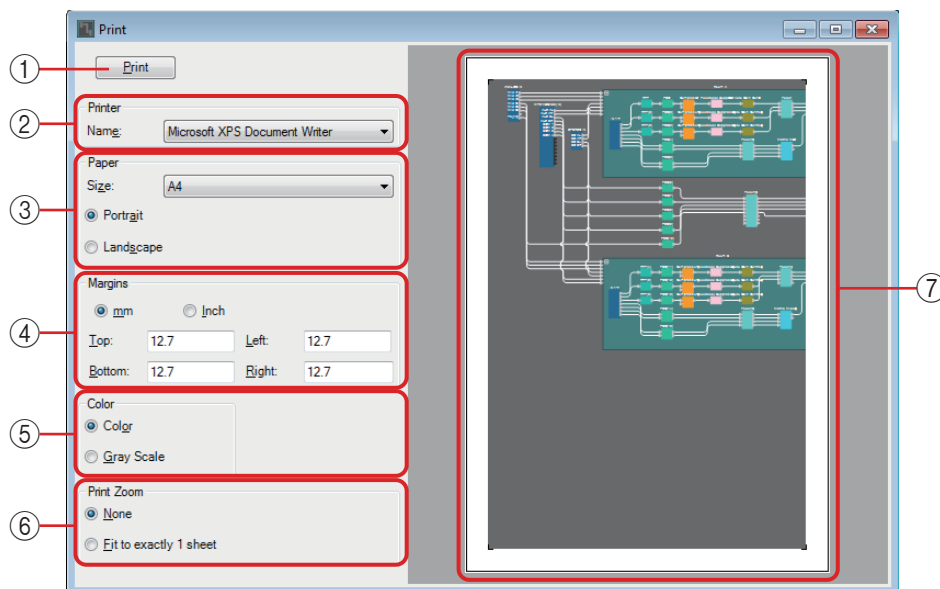 Print
① Print
② Printer
Name: Microsoft XPS Document Writer
③ Paper
Size: A4
Portrait
Landscape
④ Margins
mm Inch
Top: 12.7 Left: 12.7
Bottom: 12.7 Right: 12.7
⑤ Color
Color
Gray Scale
⑥ Print Zoom
None
Fit to exactly 1 sheet
⑦